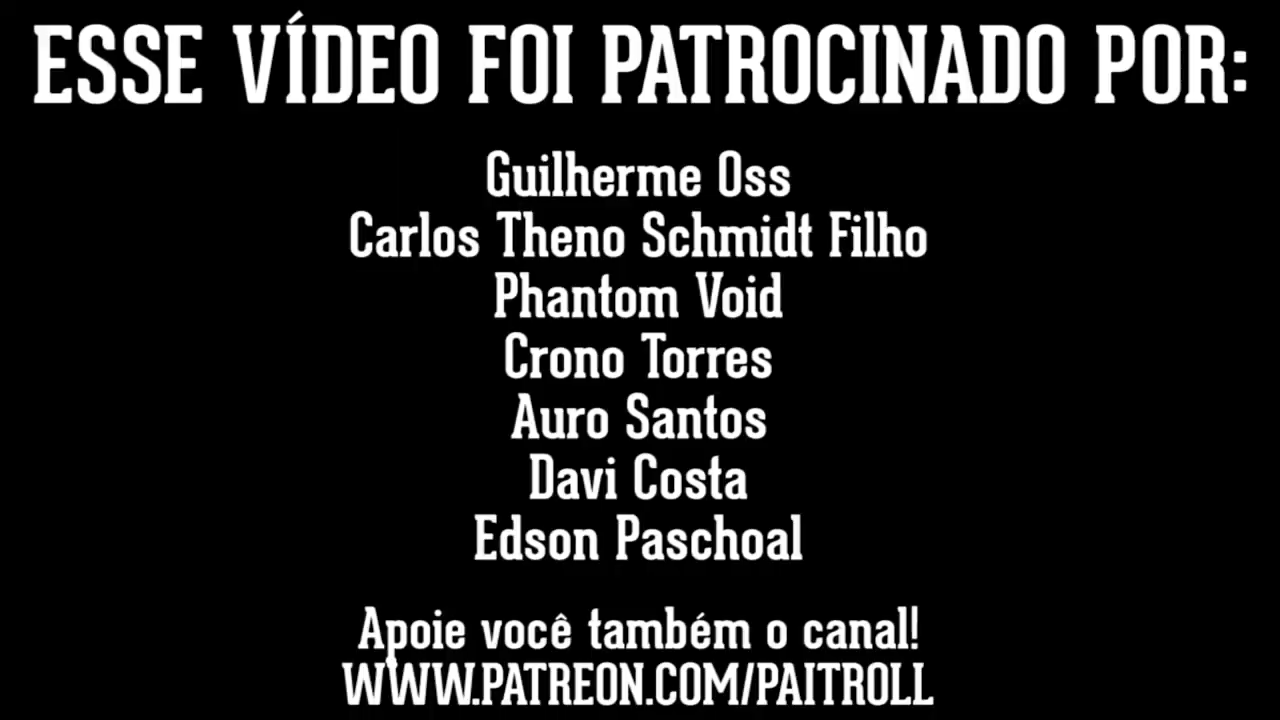 ESSE VÍDEO FOI PATROCINADO POR:
Guilherme Oss
Carlos Theno Schmidt Filho
Phantom Void
Crono Torres
Auro Santos
Davi Costa
Edson Paschoal
Apoie você também o canal!
WWW.PATREON.COM/PAITROLL